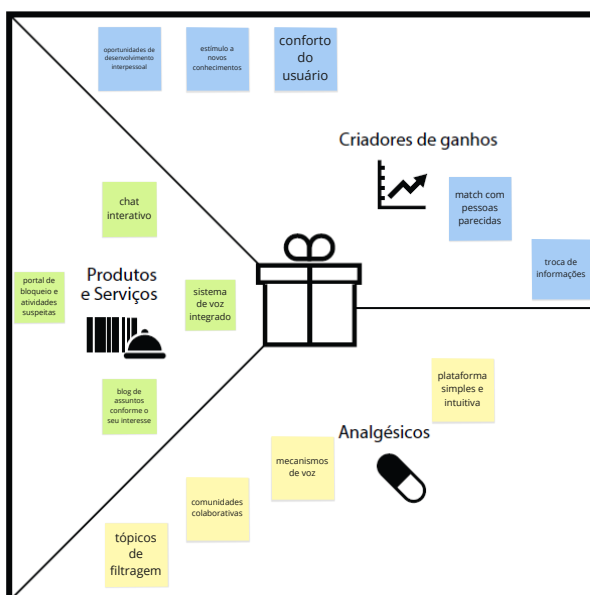 oportunidades de
desenvolvimento
interpessoal
estímulo a
novos
conhecimentos
conforto
do
usuário
Criadores de ganhos
match com
pessoas
parecidas
troca de
informações
chat
interativo
Produtos
e Serviços
portal de
bloqueio e
atividades
suspeitas
sistema
de voz
integrado
blog de
assuntos
conforme o
seu interesse
plataforma
simples e
intuitiva
Analgésicos
mecanismos
de voz
comunidades
colaborativas
tópicos
de
filtragem